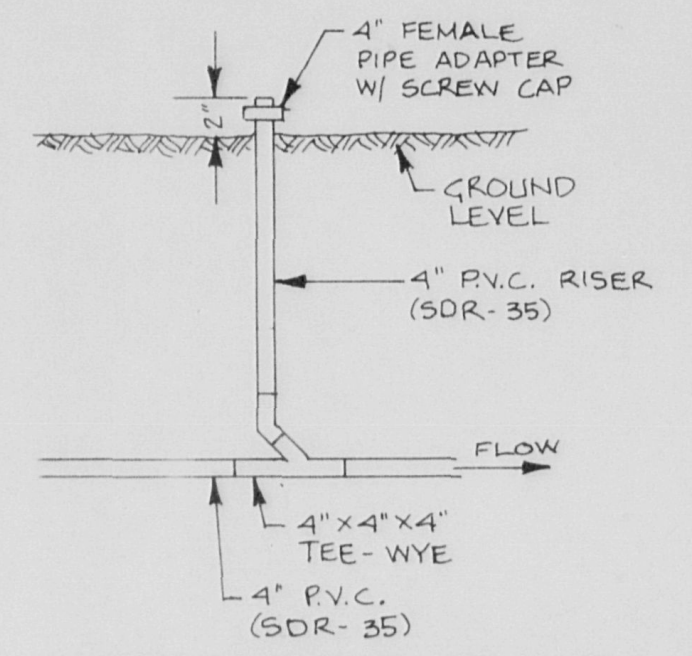 4" FEMALE
PIPE ADAPTER
W/ SCREW CAP
2"
GROUND
LEVEL
4" P.V.C. RISER
(SDR-35)
FLOW
4"x4"x4"
TEE-WYE
4" P.V.C.
(SDR-35)